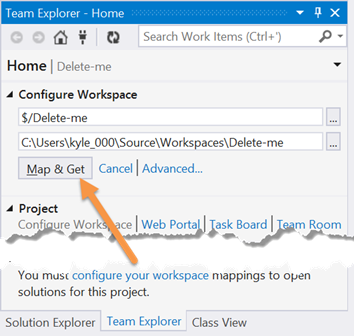 Team Explorer - Home
Search Work Items (Ctrl+')
Home | Delete-me
Configure Workspace
$/Delete-me
...
C:\Users\kyle_000\Source\Workspaces\Delete-me
...
Map & Get Cancel | Advanced...
Project
Configure Workspace | Web Portal | Task Board | Team Room
You must configure your workspace mappings to open
solutions for this project.
Solution Explorer Team Explorer Class View